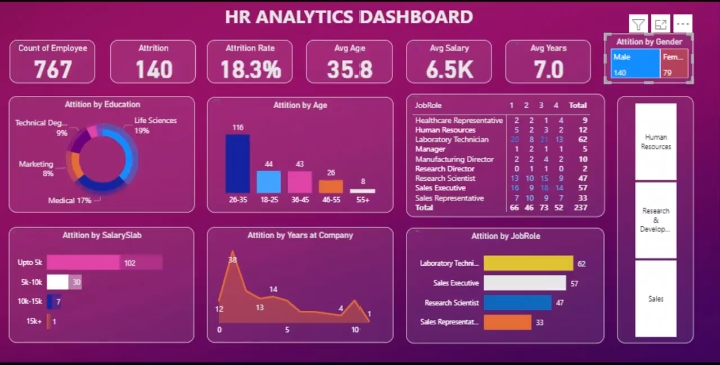 HR ANALYTICS DASHBOARD
Count of Employee
767
Attrition
140
Attrition Rate
18.3%
Avg Age
35.8
Avg Salary
6.5K
Avg Years
7.0
Attition by Gender
Male
140
Fem...
79
Attition by Education
Technical Deg...
9%
Life Sciences
19%
Marketing
8%
Medical 17%
Attition by Age
116
44
43
26
8
26-35 18-25 36-45 46-55 55+
JobRole 1 2 3 4 Total
Healthcare Representative 2 2 1 4 9
Human Resources 5 2 3 2 12
Laboratory Technician 20 8 21 13 62
Manager 1 2 1 1 5
Manufacturing Director 2 2 4 2 10
Research Director 0 1 1 0 2
Research Scientist 13 10 15 9 47
Sales Executive 16 9 18 14 57
Sales Representative 7 10 9 7 33
Total 66 46 73 52 237
Human
Resources
Research
&
Develop...
Sales
Attition by SalarySlab
Upto 5k 102
5k-10k 30
10k-15k 7
15k+ 1
Attition by Years at Company
38
12
13
14
4
1
0 5 10
Attition by JobRole
Laboratory Techni... 62
Sales Executive 57
Research Scientist 47
Sales Representat... 33